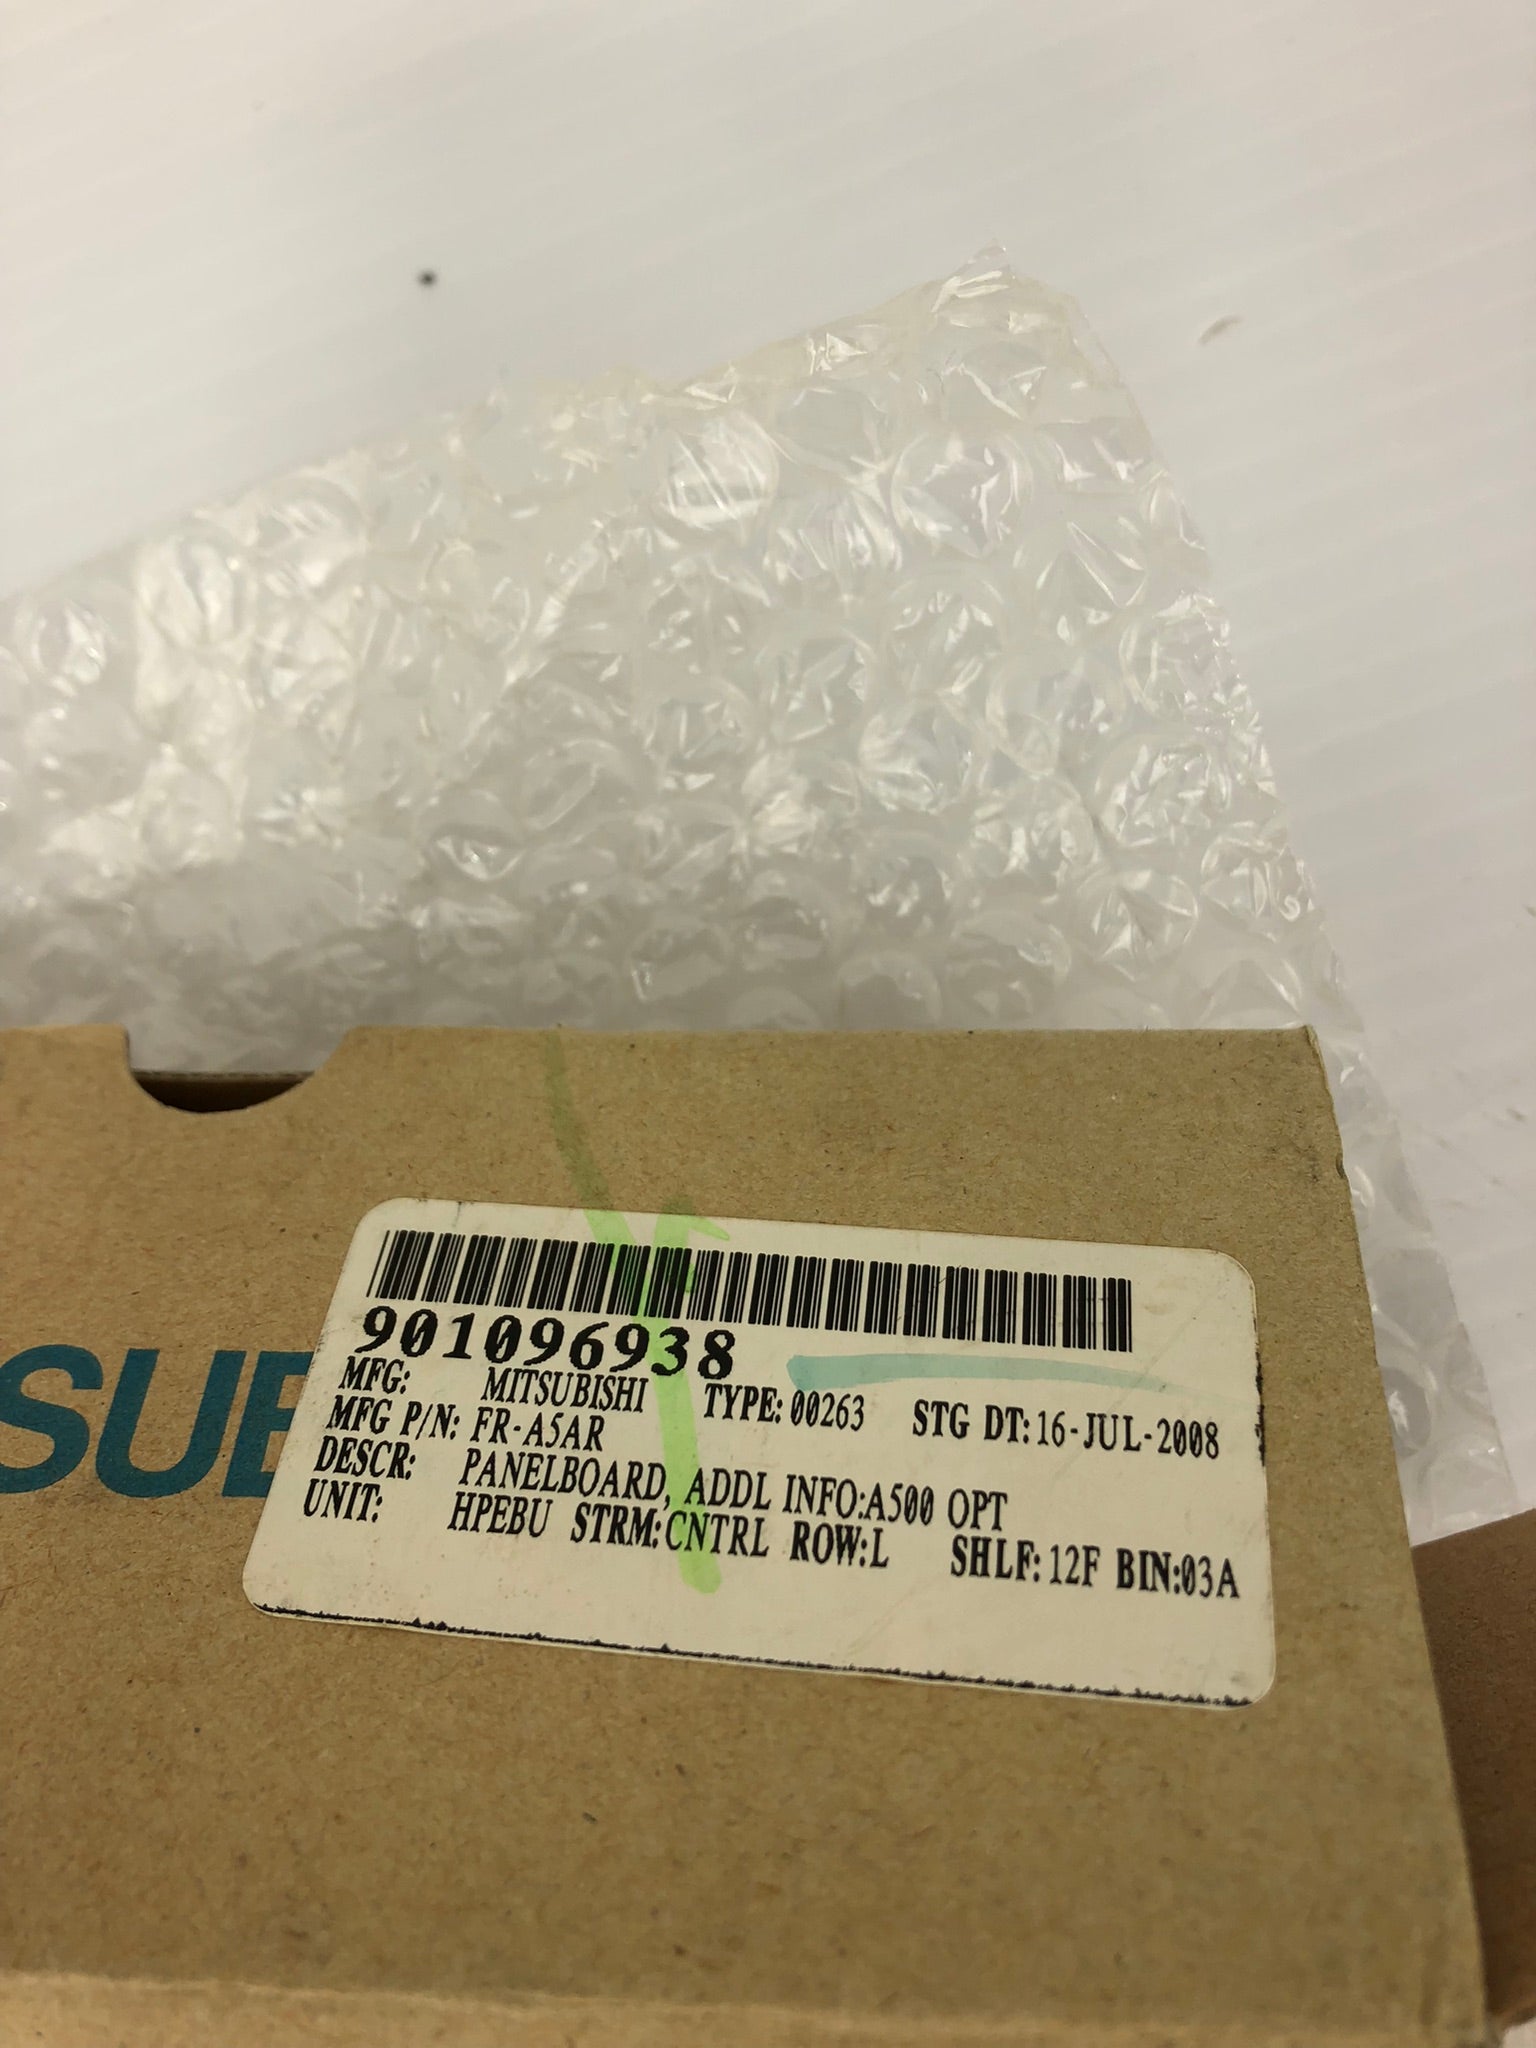 901096938
MFG: MITSUBISHI TYPE: 00263 STG DT: 16-JUL-2008
MFG P/N: FR-A5AR
DESCR: PANELBOARD, ADDL INFO:A500 OPT
UNIT: HPEBU STRM:CNTRL ROW:L SHLF: 12F BIN:03A
SUB